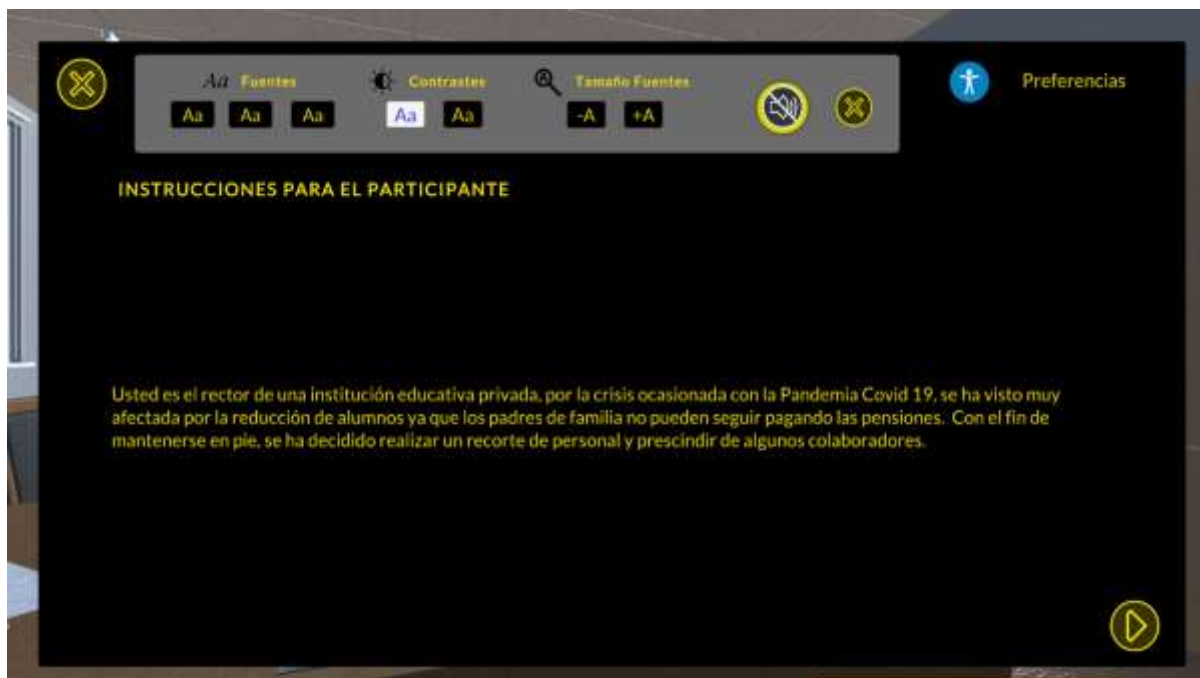 Aa Fuentes
Contrastes
Tamaño Fuentes
Preferencias
Aa Aa Aa
Aa Aa
-A +A
INSTRUCCIONES PARA EL PARTICIPANTE
Usted es el rector de una institución educativa privada, por la crisis ocasionada con la Pandemia Covid 19, se ha visto muy
afectada por la reducción de alumnos ya que los padres de familia no pueden seguir pagando las pensiones. Con el fin de
mantenerse en pie, se ha decidido realizar un recorte de personal y prescindir de algunos colaboradores.